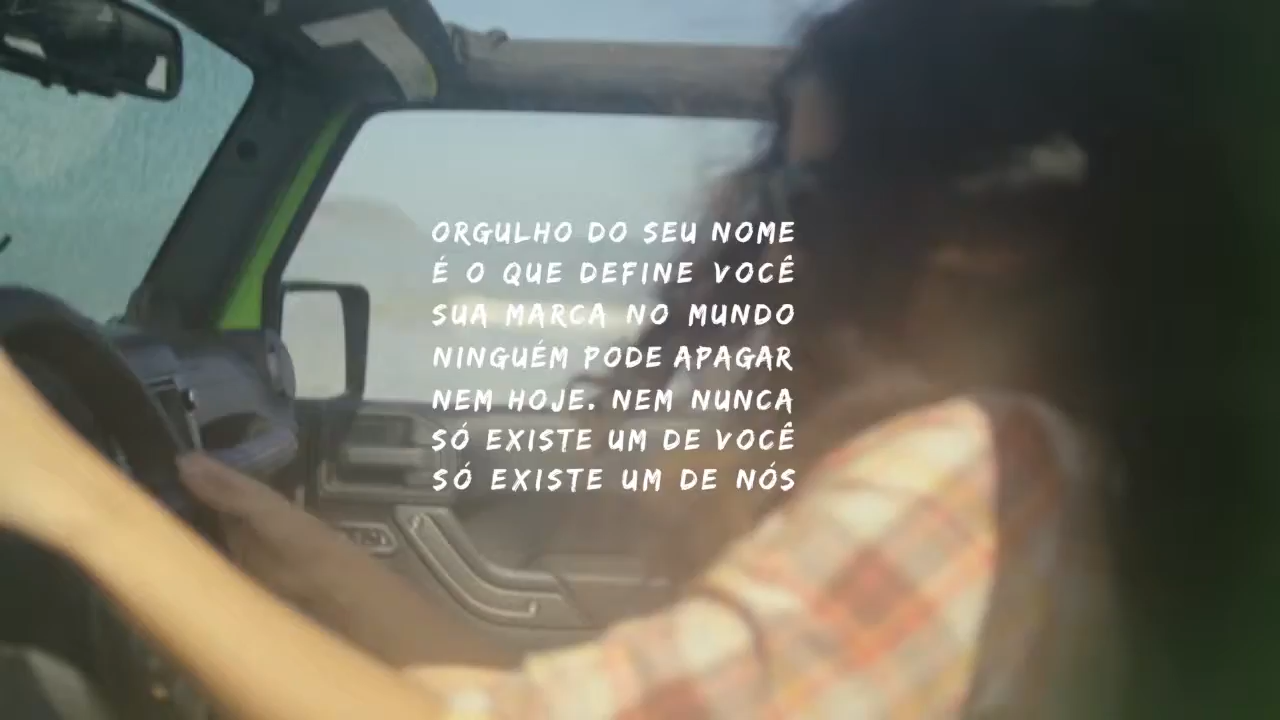 ORGULHO DO SEU NOME
É O QUE DEFINE VOCÊ
SUA MARCA NO MUNDO
NINGUÉM PODE APAGAR
NEM HOJE. NEM NUNCA
SÓ EXISTE UM DE VOCÊ
SÓ EXISTE UM DE NÓS